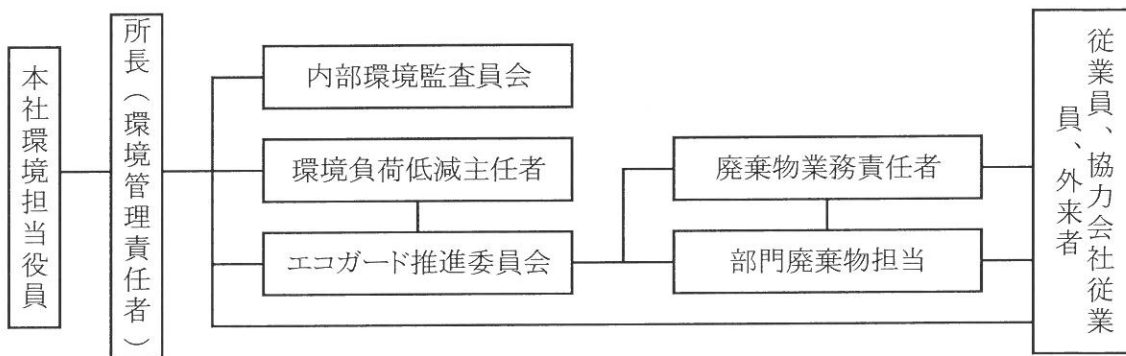 本社環境担当役員
所長（環境管理責任者）
内部環境監査員会
環境負荷低減主任者
エコガード推進委員会
廃棄物業務責任者
部門廃棄物担当
従業員、協力会社従業
員、外来者